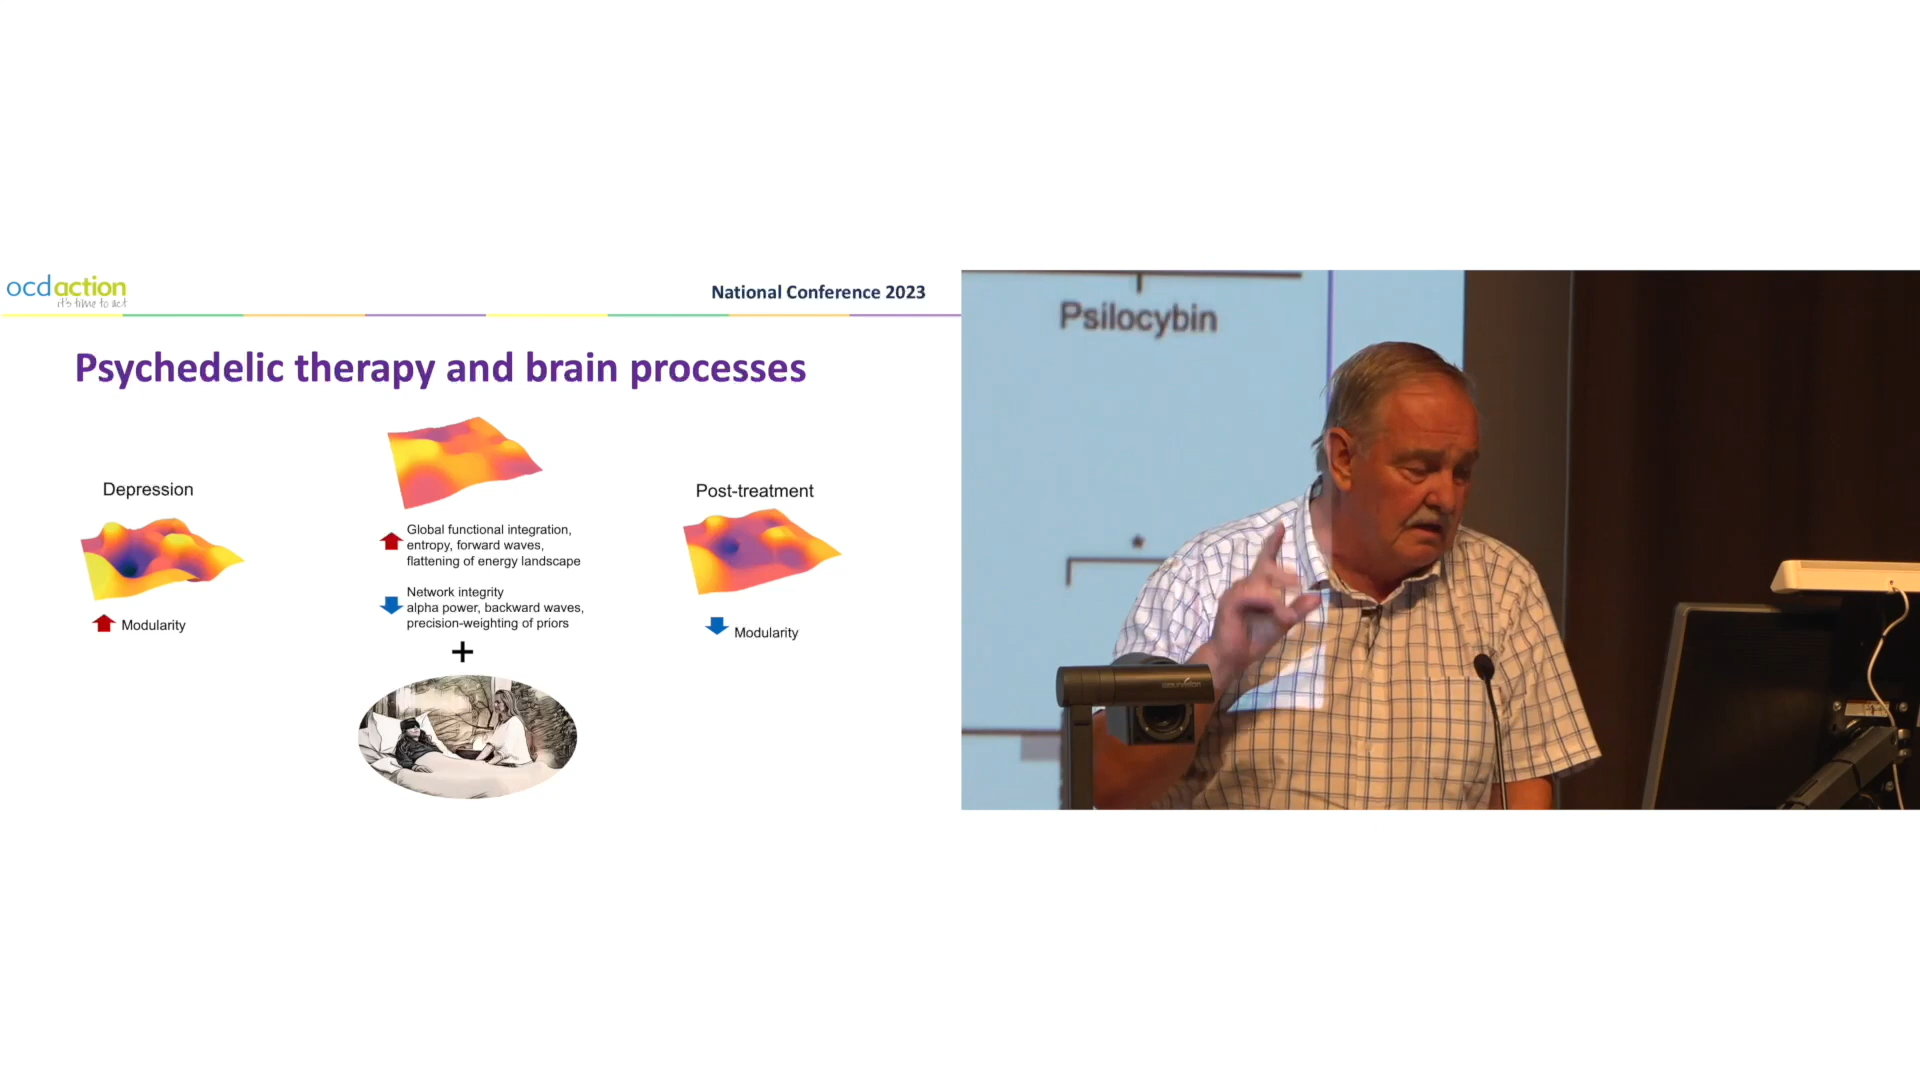 ocdaction
it's time to act
National Conference 2023
Psychedelic therapy and brain processes
Depression
Modularity
Global functional integration,
entropy, forward waves,
flattening of energy landscape
Network integrity
alpha power, backward waves,
precision-weighting of priors
+
Post-treatment
Modularity
Psilocybin
*